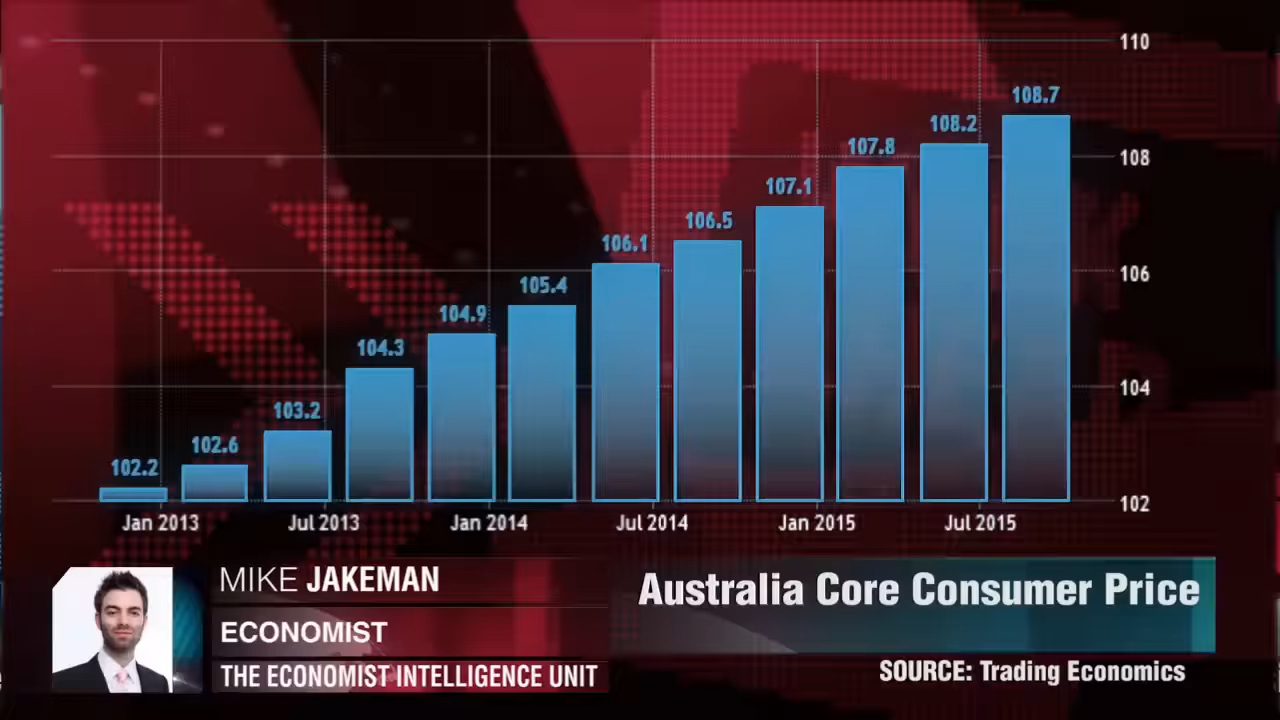 110
108.7
108.2
108
107.8
107.1
106.5
106.1
106
105.4
104.9
104.3
104
103.2
102.6
102.2
102
Jan 2013
Jul 2013
Jan 2014
Jul 2014
Jan 2015
Jul 2015
MIKE JAKEMAN
ECONOMIST
THE ECONOMIST INTELLIGENCE UNIT
Australia Core Consumer Price
SOURCE: Trading Economics